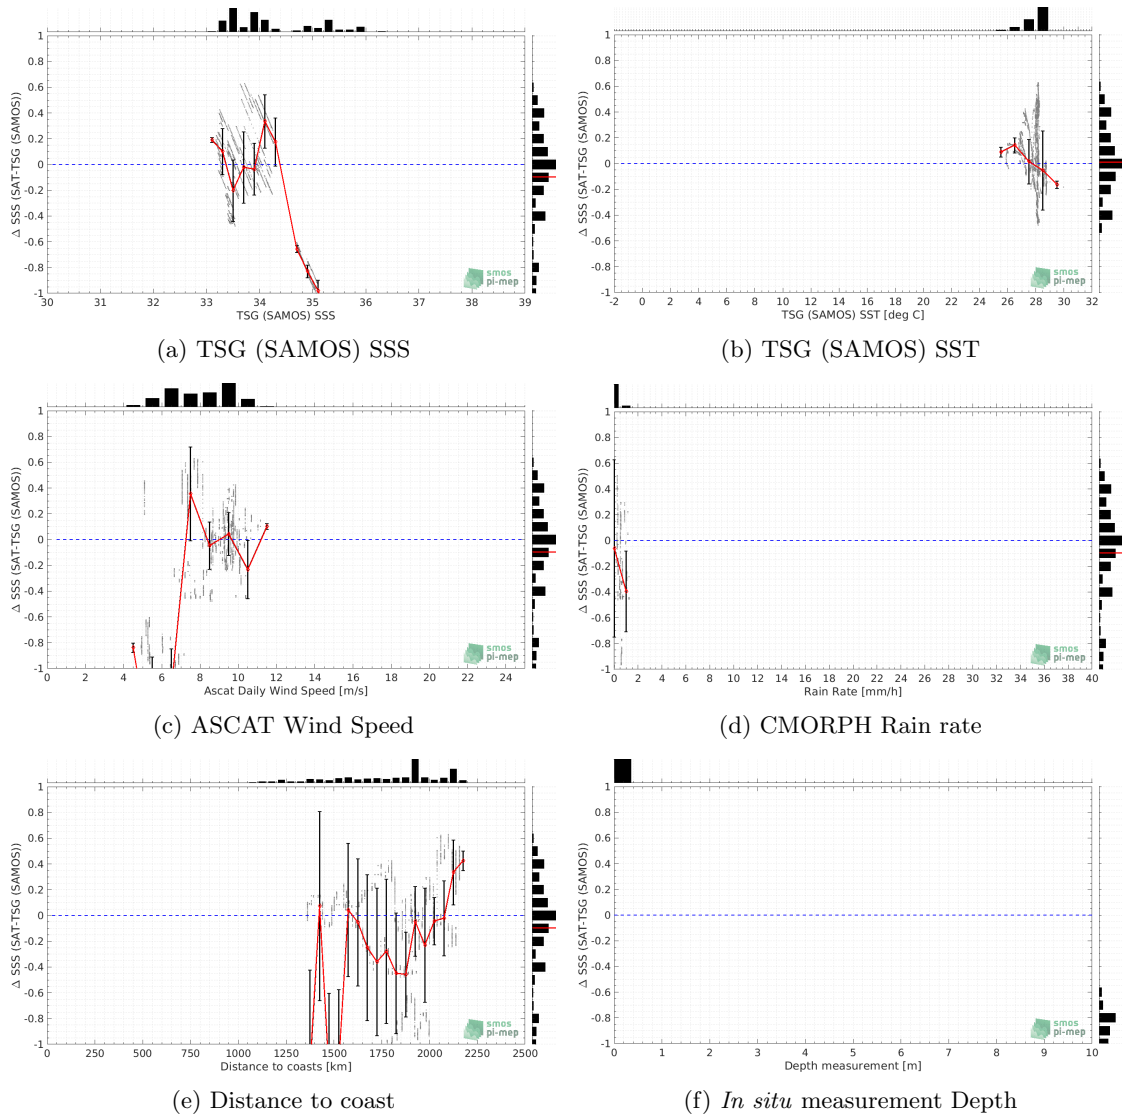 Δ SSS (SAT-TSG (SAMOS))
1
0.8
0.6
0.4
0.2
0
-0.2
-0.4
-0.6
-0.8
-1
30 31 32 33 34 35 36 37 38 39
TSG (SAMOS) SSS
smos
pi-mep
(a) TSG (SAMOS) SSS
Δ SSS (SAT-TSG (SAMOS))
1
0.8
0.6
0.4
0.2
0
-0.2
-0.4
-0.6
-0.8
-1
-2 0 2 4 6 8 10 12 14 16 18 20 22 24 26 28 30 32
TSG (SAMOS) SST [deg C]
smos
pi-mep
(b) TSG (SAMOS) SST
Δ SSS (SAT-TSG (SAMOS))
1
0.8
0.6
0.4
0.2
0
-0.2
-0.4
-0.6
-0.8
-1
0 2 4 6 8 10 12 14 16 18 20 22 24
Ascat Daily Wind Speed [m/s]
smos
pi-mep
(c) ASCAT Wind Speed
Δ SSS (SAT-TSG (SAMOS))
1
0.8
0.6
0.4
0.2
0
-0.2
-0.4
-0.6
-0.8
-1
0 2 4 6 8 10 12 14 16 18 20 22 24 26 28 30 32 34 36 38 40
Rain Rate [mm/h]
smos
pi-mep
(d) CMORPH Rain rate
Δ SSS (SAT-TSG (SAMOS))
1
0.8
0.6
0.4
0.2
0
-0.2
-0.4
-0.6
-0.8
-1
0 250 500 750 1000 1250 1500 1750 2000 2250 2500
Distance to coasts [km]
smos
pi-mep
(e) Distance to coast
Δ SSS (SAT-TSG (SAMOS))
1
0.8
0.6
0.4
0.2
0
-0.2
-0.4
-0.6
-0.8
-1
0 1 2 3 4 5 6 7 8 9 10
Depth measurement [m]
smos
pi-mep
(f) In situ measurement Depth